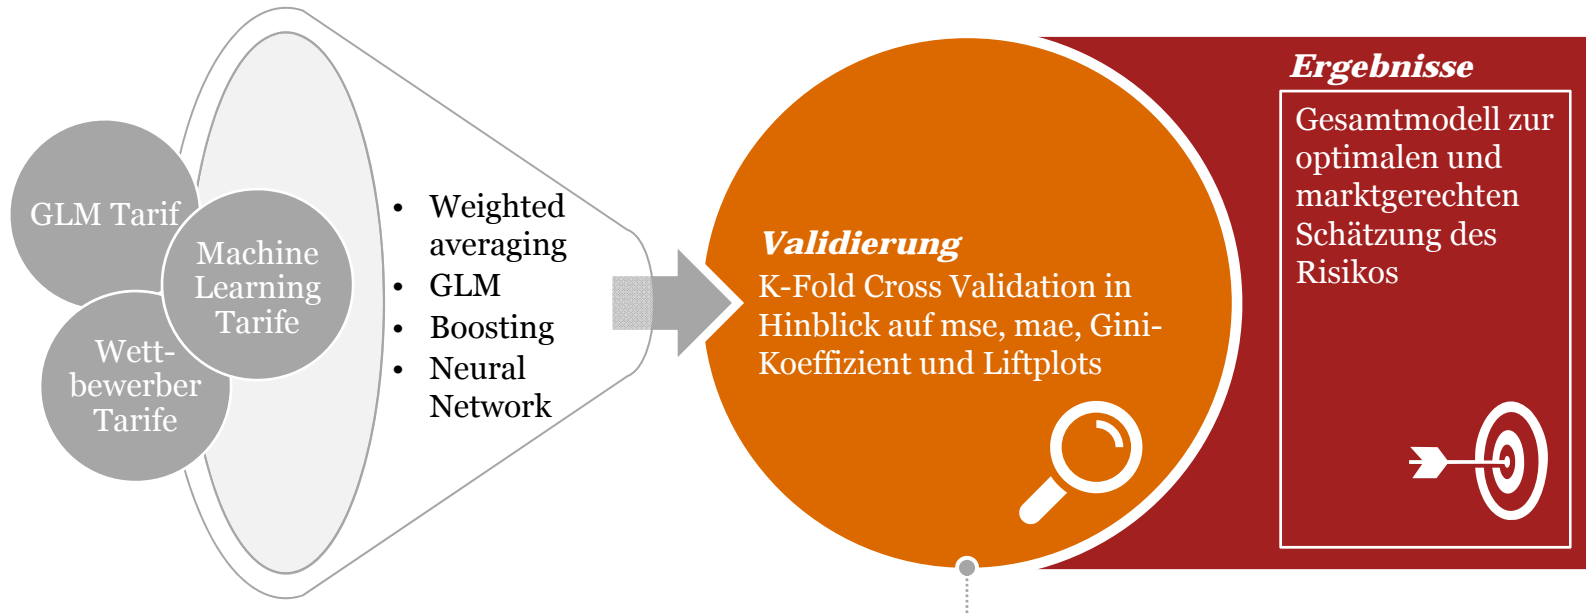 GLM Tarif
Machine
Learning
Tarife
Wett-
bewerber
Tarife
• Weighted
averaging
• GLM
• Boosting
• Neural
Network
Validierung
K-Fold Cross Validation in
Hinblick auf mse, mae, Gini-
Koeffizient und Liftplots
Ergebnisse
Gesamtmodell zur
optimalen und
marktgerechten
Schätzung des
Risikos